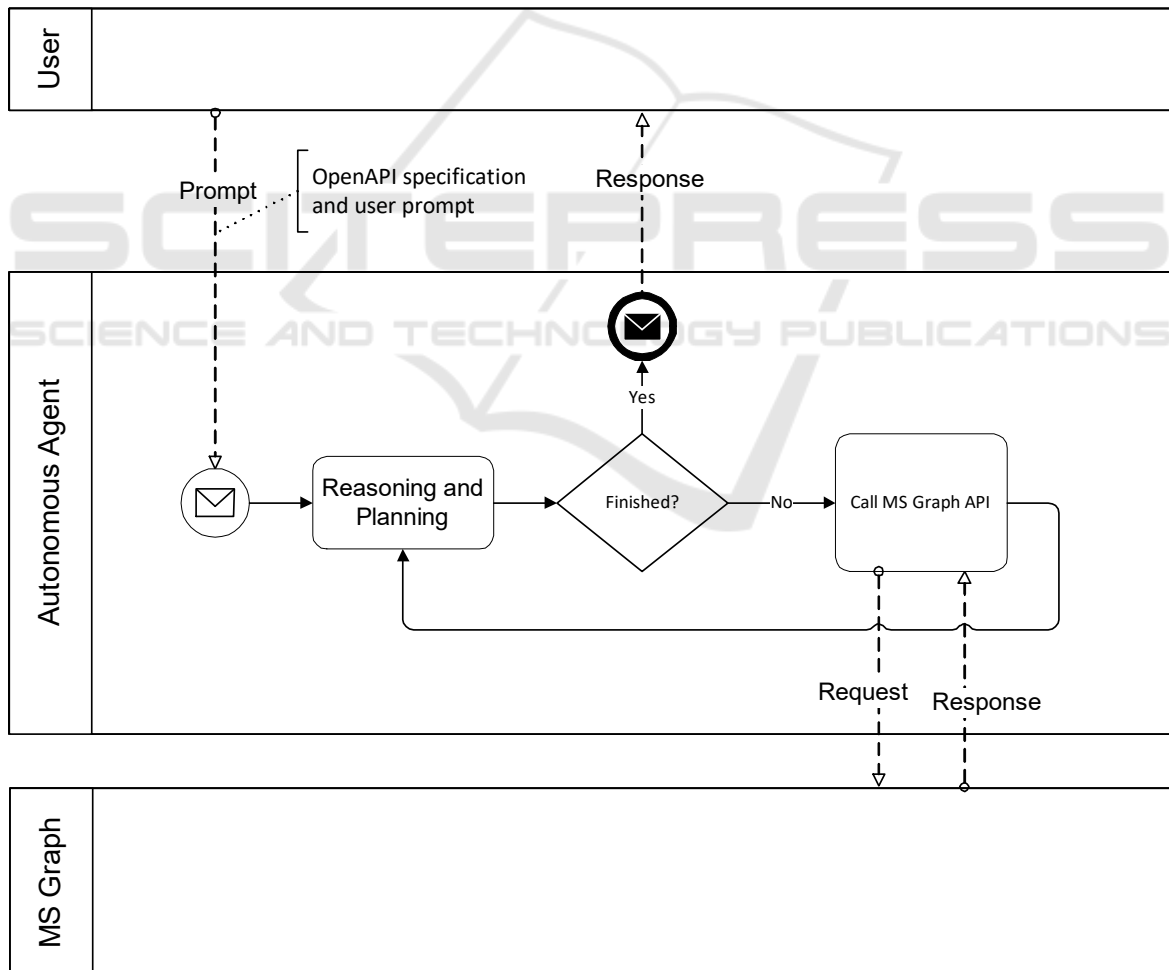 User
Prompt
OpenAPI specification
and user prompt
Response
SCITEPRESS
SCIENCE AND TECHNOLOGY PUBLICATIONS
Autonomous Agent
Yes
Reasoning and
Planning
Finished?
No
Call MS Graph API
Request
Response
MS Graph